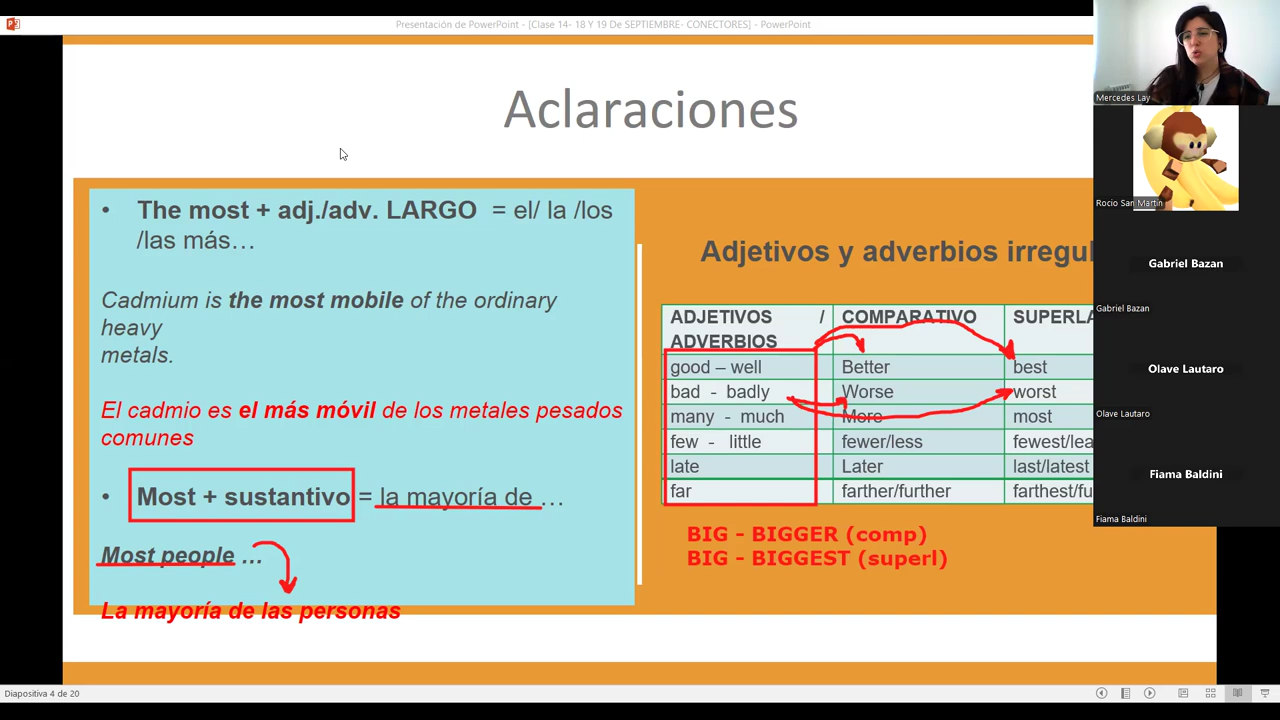 Presentación de PowerPoint - [Clase 14- 18 Y 19 DE SEPTIEMBRE- CONECTORES] - PowerPoint
Aclaraciones
• The most + adj./adv. LARGO = el/ la /los
/las más…
Cadmium is the most mobile of the ordinary
heavy
metals.
El cadmio es el más móvil de los metales pesados
comunes
• Most + sustantivo = la mayoría de …
Most people …
La mayoría de las personas
Adjetivos y adverbios irregul
ADJETIVOS / COMPARATIVO SUPERLA
ADVERBIOS
good – well Better best
bad - badly Worse worst
many - much More most
few - little fewer/less fewest/lea
late Later last/latest
far farther/further farthest/fu
BIG - BIGGER (comp)
BIG - BIGGEST (superl)
Mercedes Lay
Rocio San Martin
Gabriel Bazan
Gabriel Bazan
Olave Lautaro
Olave Lautaro
Fiama Baldini
Fiama Baldini
Diapositiva 4 de 20